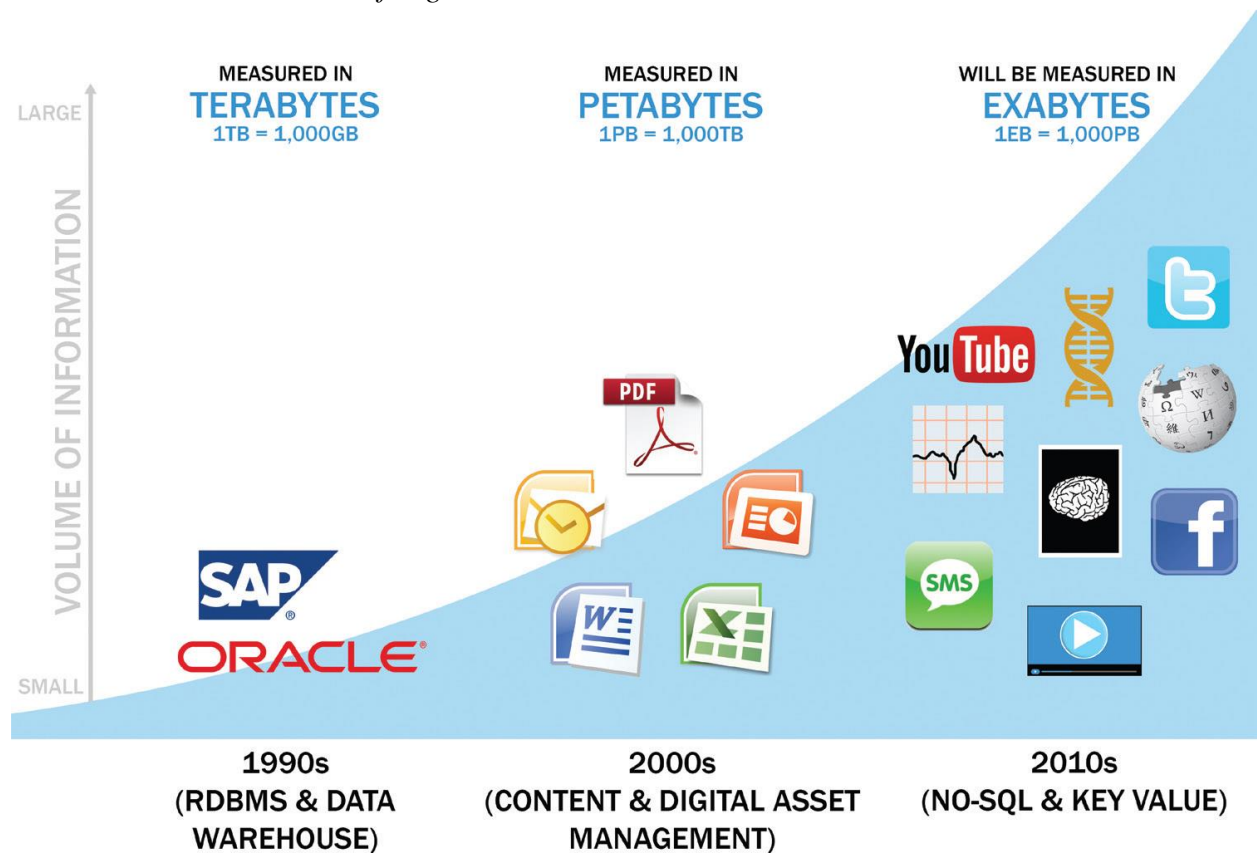 MEASURED IN
TERABYTES
1TB = 1,000GB
MEASURED IN
PETABYTES
1PB = 1,000TB
WILL BE MEASURED IN
EXABYTES
1EB = 1,000PB
LARGE
VOLUME OF INFORMATION
SMALL
SAP
®
ORACLE®
PDF
W
X
You Tube
t
Ω W
維 И
7
f
SMS
1990s
(RDBMS & DATA
WAREHOUSE)
2000s
(CONTENT & DIGITAL ASSET
MANAGEMENT)
2010s
(NO-SQL & KEY VALUE)